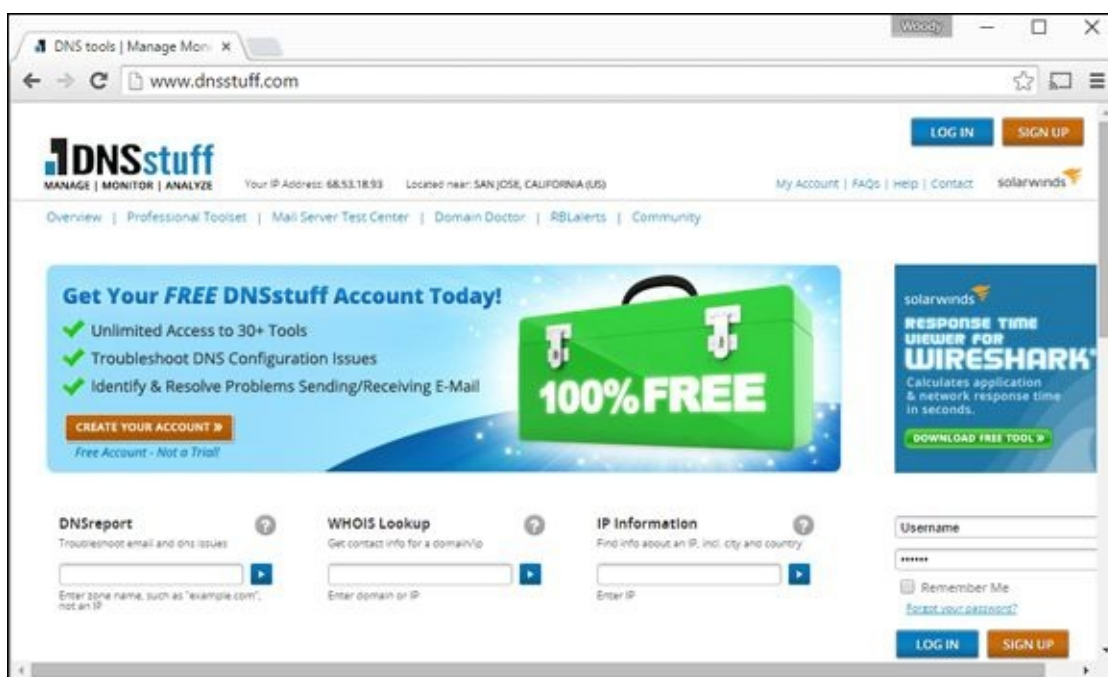 Woody
DNS tools | Manage Mon
www.dnsstuff.com
LOG IN SIGN UP
DNSstuff
MANAGE | MONITOR | ANALYZE
Your IP Address: 68.53.18.93 Located near: SAN JOSE, CALIFORNIA (US)
My Account | FAQs | Help | Contact solarwinds
Overview | Professional Toolset | Mail Server Test Center | Domain Doctor | RBLalerts | Community
Get Your FREE DNSstuff Account Today!
Unlimited Access to 30+ Tools
Troubleshoot DNS Configuration Issues
Identify & Resolve Problems Sending/Receiving E-Mail
CREATE YOUR ACCOUNT »
Free Account - Not a Trial!
100% FREE
solarwinds
RESPONSE TIME
VIEWER FOR
WIRESHARK
Calculates application
& network response time
in seconds.
DOWNLOAD FREE TOOL »
DNSreport ?
Troubleshoot email and dns issues
Enter zone name, such as "example.com",
not an IP
WHOIS Lookup ?
Get contact info for a domain/ip
Enter domain or IP
IP Information ?
Find info about an IP, incl. city and country
Enter IP
Username
••••••
Remember Me
Forgot your password?
LOG IN SIGN UP